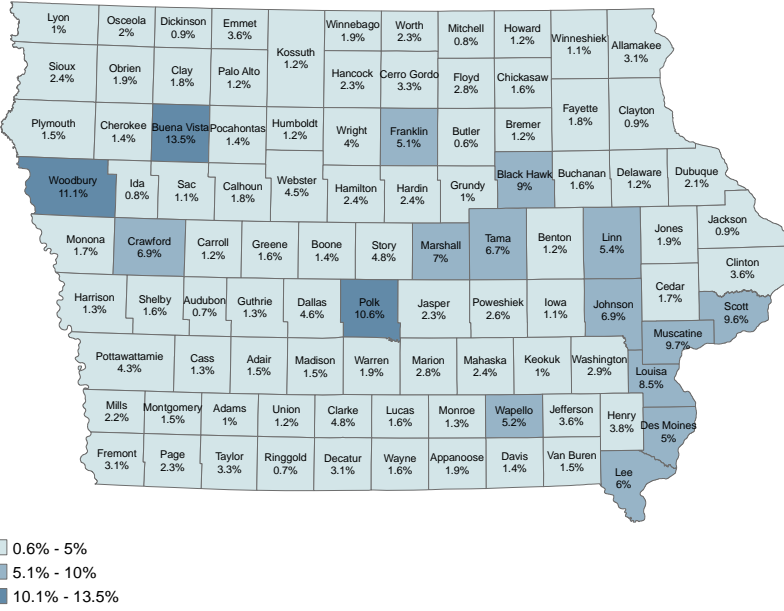 Lyon
1%
Osceola
2%
Dickinson
0.9%
Emmet
3.6%
Kossuth
1.2%
Winnebago
1.9%
Worth
2.3%
Mitchell
0.8%
Howard
1.2%
Winneshiek
1.1%
Allamakee
3.1%
Sioux
2.4%
Obrien
1.9%
Clay
1.8%
Palo Alto
1.2%
Hancock
2.3%
Cerro Gordo
3.3%
Floyd
2.8%
Chickasaw
1.6%
Fayette
1.8%
Clayton
0.9%
Plymouth
1.5%
Cherokee
1.4%
Buena Vista
13.5%
Pocahontas
1.4%
Humboldt
1.2%
Wright
4%
Franklin
5.1%
Butler
0.6%
Bremer
1.2%
Woodbury
11.1%
Ida
0.8%
Sac
1.1%
Calhoun
1.8%
Webster
4.5%
Hamilton
2.4%
Hardin
2.4%
Grundy
1%
Black Hawk
9%
Buchanan
1.6%
Delaware
1.2%
Dubuque
2.1%
Monona
1.7%
Crawford
6.9%
Carroll
1.2%
Greene
1.6%
Boone
1.4%
Story
4.8%
Marshall
7%
Tama
6.7%
Benton
1.2%
Linn
5.4%
Jones
1.9%
Jackson
0.9%
Clinton
3.6%
Harrison
1.3%
Shelby
1.6%
Audubon
0.7%
Guthrie
1.3%
Dallas
4.6%
Polk
10.6%
Jasper
2.3%
Poweshiek
2.6%
Iowa
1.1%
Johnson
6.9%
Cedar
1.7%
Scott
9.6%
Muscatine
9.7%
Pottawattamie
4.3%
Cass
1.3%
Adair
1.5%
Madison
1.5%
Warren
1.9%
Marion
2.8%
Mahaska
2.4%
Keokuk
1%
Washington
2.9%
Louisa
8.5%
Mills
2.2%
Montgomery
1.5%
Adams
1%
Union
1.2%
Clarke
4.8%
Lucas
1.6%
Monroe
1.3%
Wapello
5.2%
Jefferson
3.6%
Henry
3.8%
Des Moines
5%
Fremont
3.1%
Page
2.3%
Taylor
3.3%
Ringgold
0.7%
Decatur
3.1%
Wayne
1.6%
Appanoose
1.9%
Davis
1.4%
Van Buren
1.5%
Lee
6%
0.6% - 5%
5.1% - 10%
10.1% - 13.5%